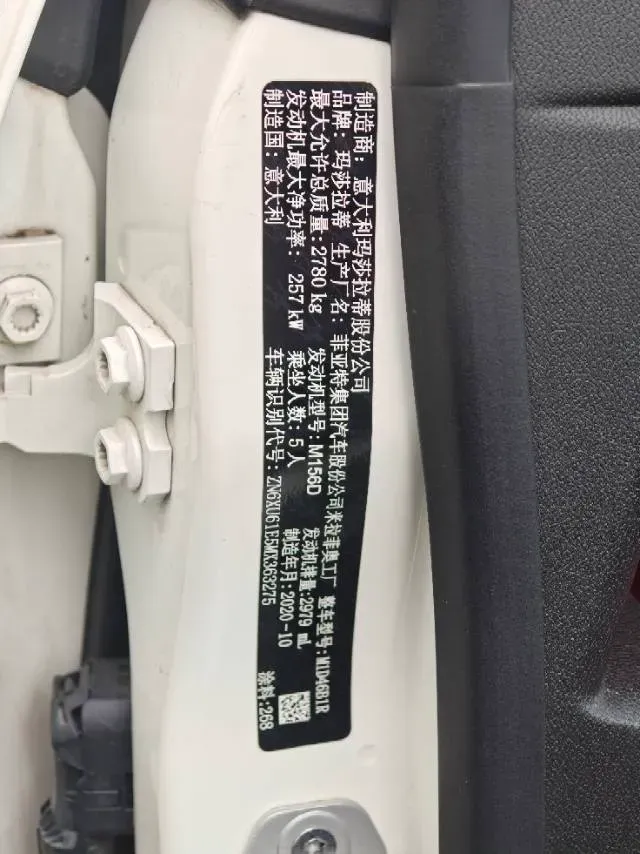 制造商: 意大利玛莎拉蒂股份公司
品牌: 玛莎拉蒂 生产厂名: 菲亚特集团汽车股份公司米拉菲奥工厂 整车型号: M1D46B1R
最大允许总质量: 2780 kg 发动机型号: M156D 发动机排量: 2979 mL
发动机最大净功率: 257 kW 乘坐人数: 5 人 制造年月: 2020-10
制造国: 意大利 车辆识别代号: ZN6XU61E5MX363275 涂料: 268